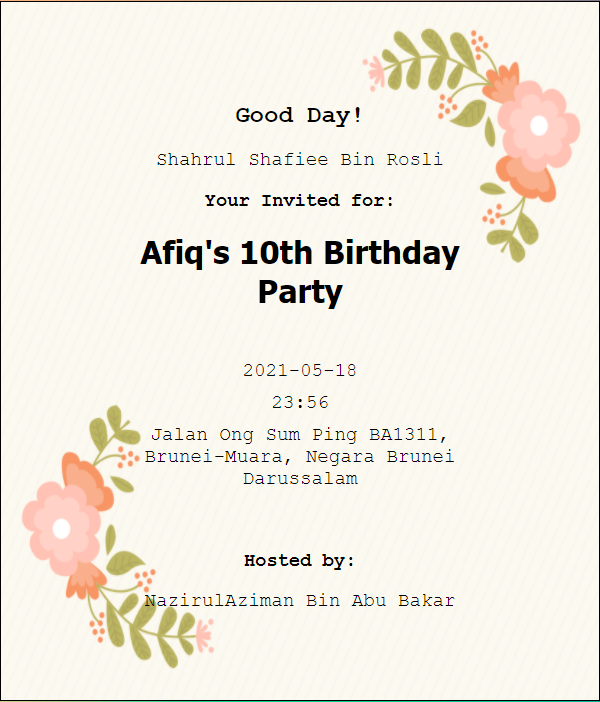 Good Day!
Shahrul Shafiee Bin Rosli
Your Invited for:
Afiq's 10th Birthday
Party
2021-05-18
23:56
Jalan Ong Sum Ping BA1311,
Brunei-Muara, Negara Brunei
Darussalam
Hosted by:
NazirulAziman Bin Abu Bakar